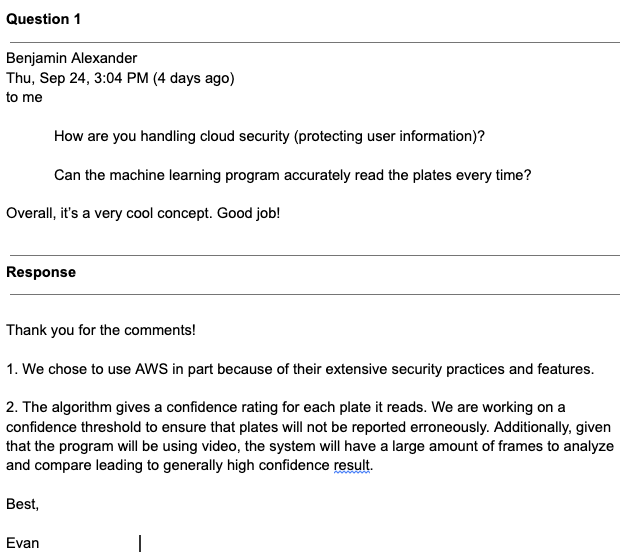 Question 1
Benjamin Alexander
Thu, Sep 24, 3:04 PM (4 days ago)
to me
How are you handling cloud security (protecting user information)?
Can the machine learning program accurately read the plates every time?
Overall, it's a very cool concept. Good job!
Response
Thank you for the comments!
1. We chose to use AWS in part because of their extensive security practices and features.
2. The algorithm gives a confidence rating for each plate it reads. We are working on a
confidence threshold to ensure that plates will not be reported erroneously. Additionally, given
that the program will be using video, the system will have a large amount of frames to analyze
and compare leading to generally high confidence result.
Best,
Evan